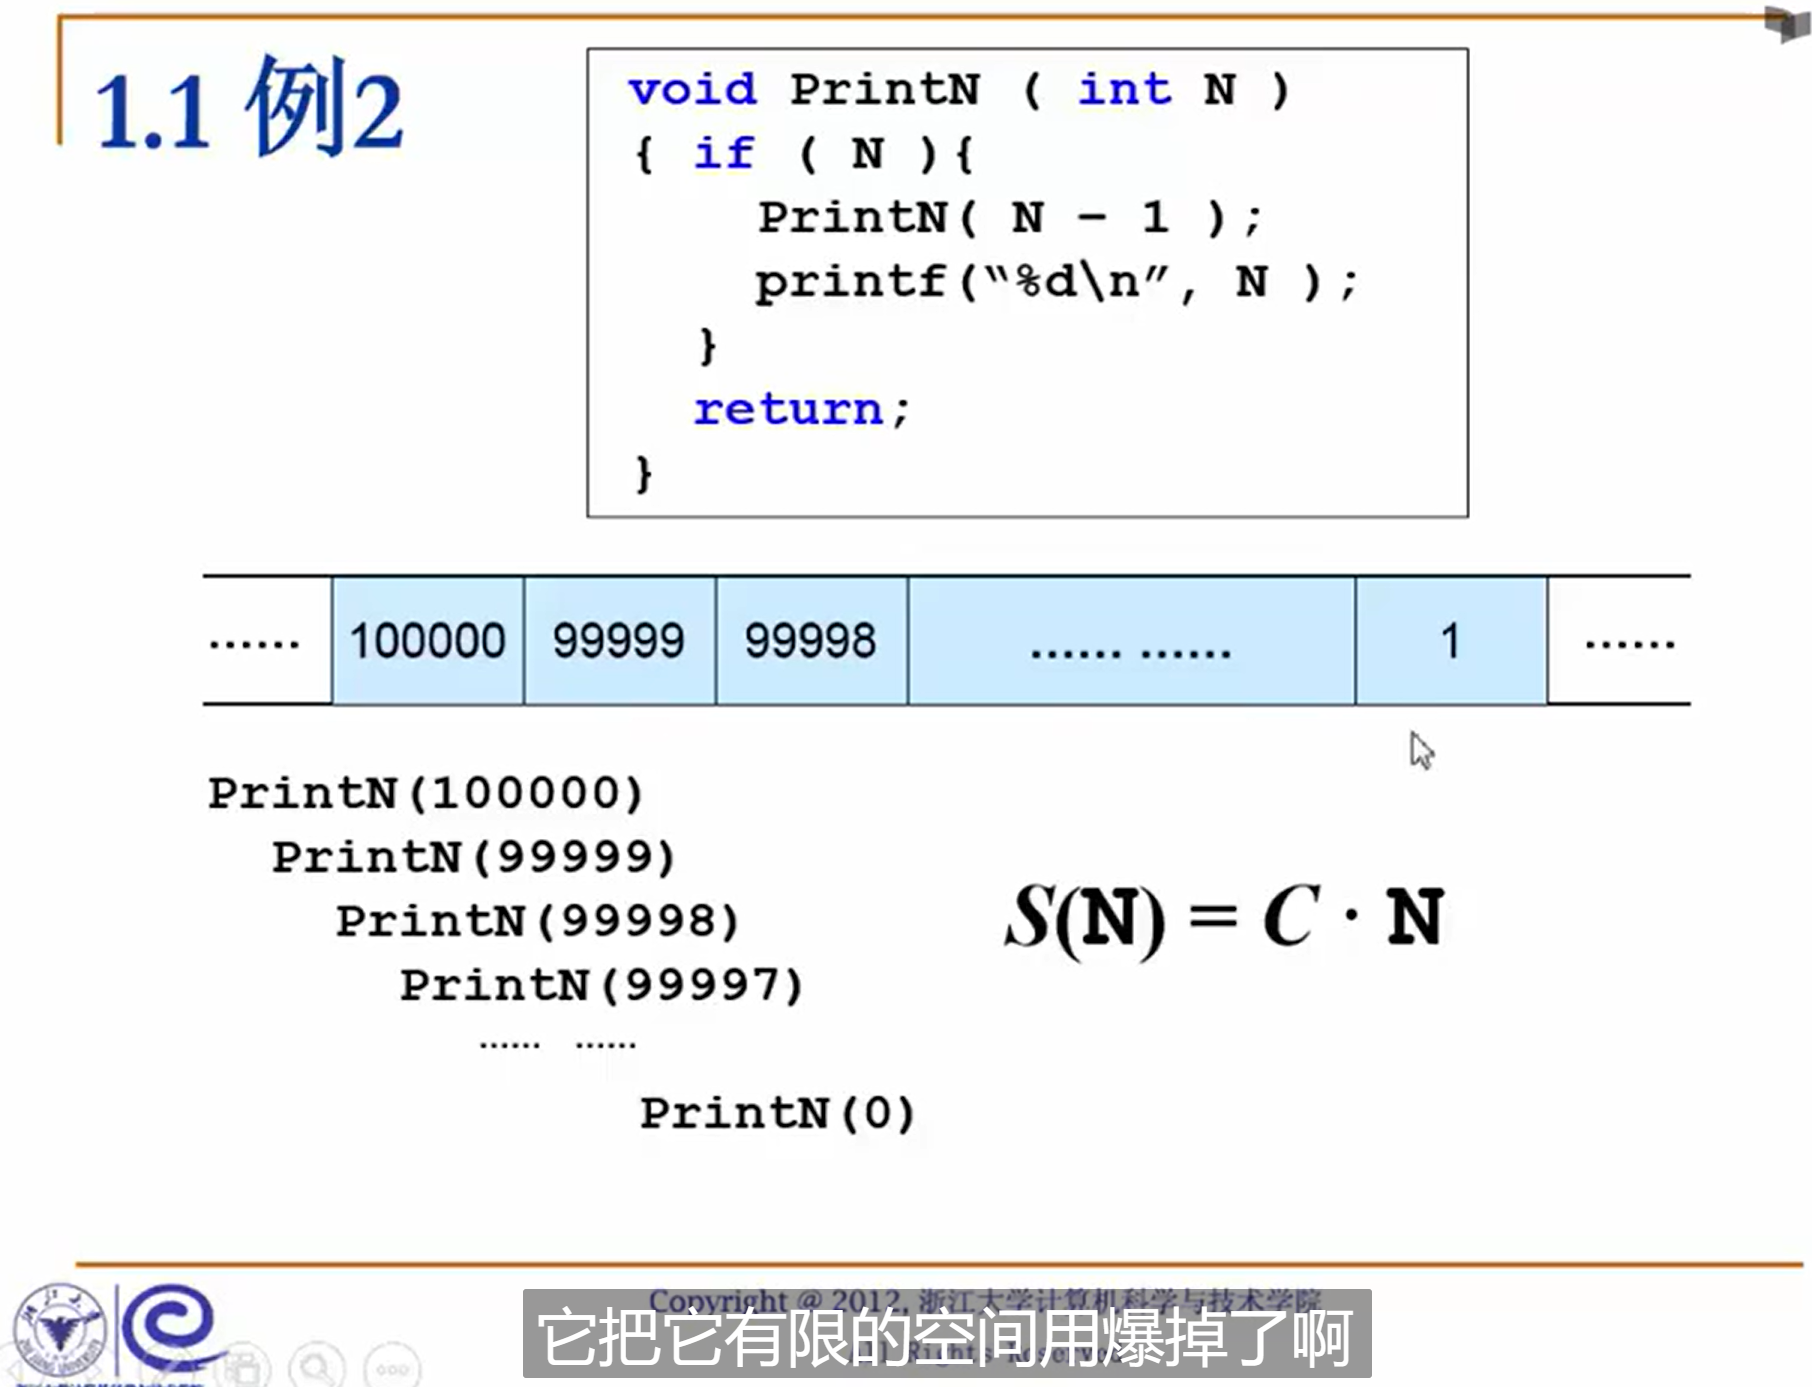 1.1 例2
void PrintN ( int N )
{ if ( N ){
PrintN( N - 1 );
printf(“%d\n”, N );
}
return;
}
...... 100000 99999 99998 ...... ...... 1 ......
PrintN(100000)
PrintN(99999)
PrintN(99998)
PrintN(99997)
...... ......
PrintN(0)
S(N) = C · N
Copyright @ 2012, 浙江大学计算机科学与技术学院
All Rights Reserved
它把它有限的空间用爆掉了啊